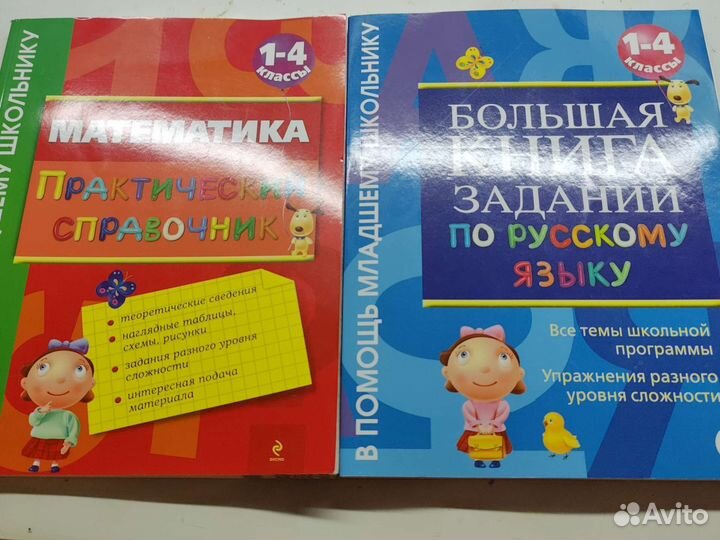 ШЕМУ ШКОЛЬНИКУ
1-4
КЛАССЫ
МАТЕМАТИКА
ПРАКТИЧЕСКИЙ
СПРАВОЧНИК
• теоретические сведения
• наглядные таблицы,
схемы, рисунки
• задания разного уровня
сложности
• интересная подача
материала
ЭКСМО
В ПОМОЩЬ МЛАДШЕМУ ШКОЛЬНИКУ
1-4
КЛАССЫ
БОЛЬШАЯ
КНИГА
ЗАДАНИЙ
ПО РУССКОМУ
ЯЗЫКУ
Все темы школьной
программы
Упражнения разного
уровня сложности
Avito